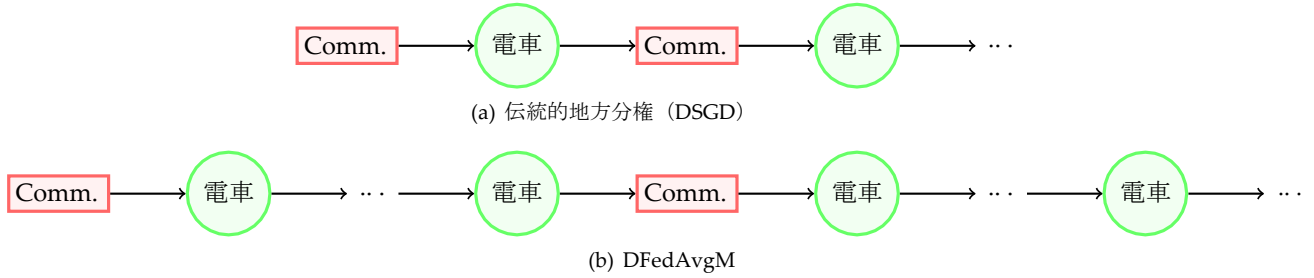 Comm. 電車 Comm. 電車 ...
(a) 伝統的地方分権（DSGD）
Comm. 電車 ... 電車 Comm. 電車 ... 電車 ...
(b) DFedAvgM